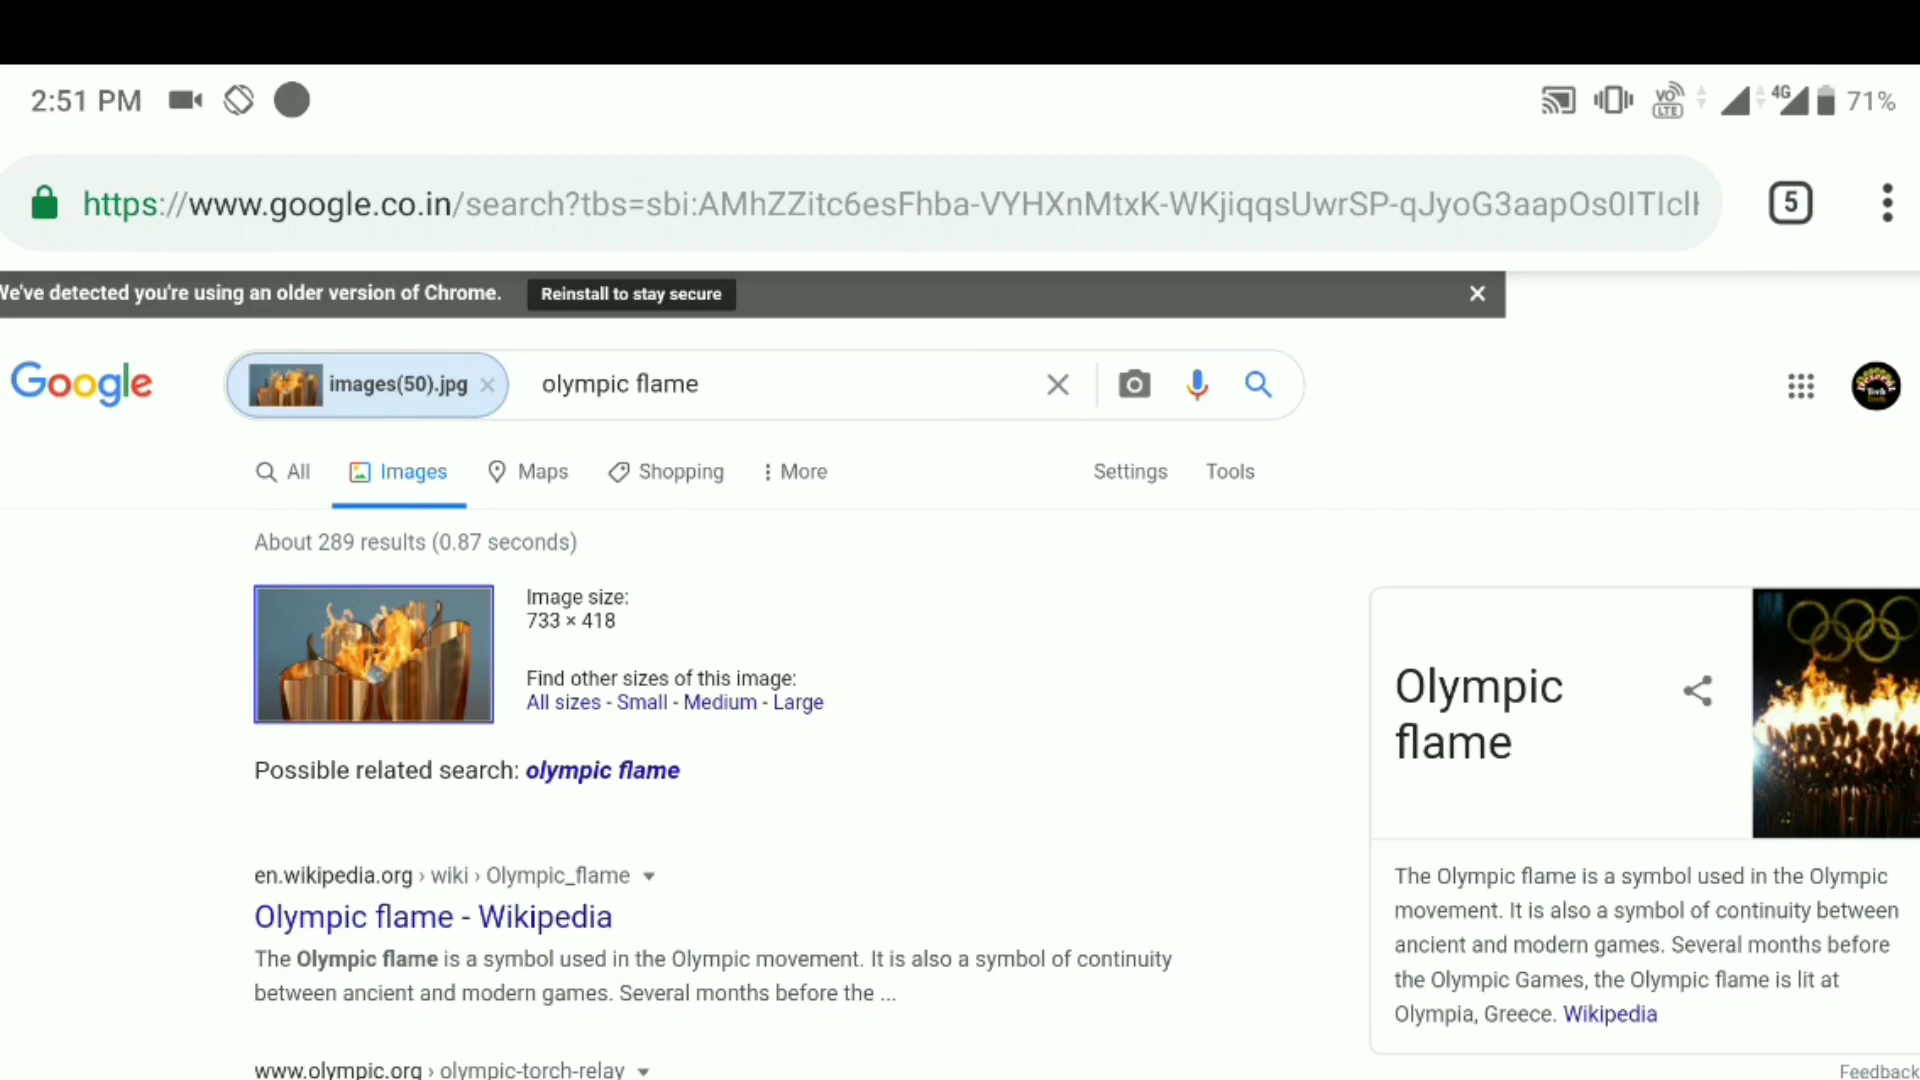 2:51 PM
VO LTE 4G 71%
https://www.google.co.in/search?tbs=sbi:AMhZZitc6esFhba-VYHXnMtxK-WKjiqqsUwrSP-qJyoG3aapOs0ITIcl
5
We've detected you're using an older version of Chrome. Reinstall to stay secure
Google images(50).jpg olympic flame
All Images Maps Shopping More Settings Tools
About 289 results (0.87 seconds)
Image size:
733 × 418
Find other sizes of this image:
All sizes - Small - Medium - Large
Possible related search: olympic flame
en.wikipedia.org › wiki › Olympic_flame
Olympic flame - Wikipedia
The Olympic flame is a symbol used in the Olympic movement. It is also a symbol of continuity
between ancient and modern games. Several months before the ...
www.olympic.org › olympic-torch-relay
Olympic
flame
The Olympic flame is a symbol used in the Olympic
movement. It is also a symbol of continuity between
ancient and modern games. Several months before
the Olympic Games, the Olympic flame is lit at
Olympia, Greece. Wikipedia
Feedback